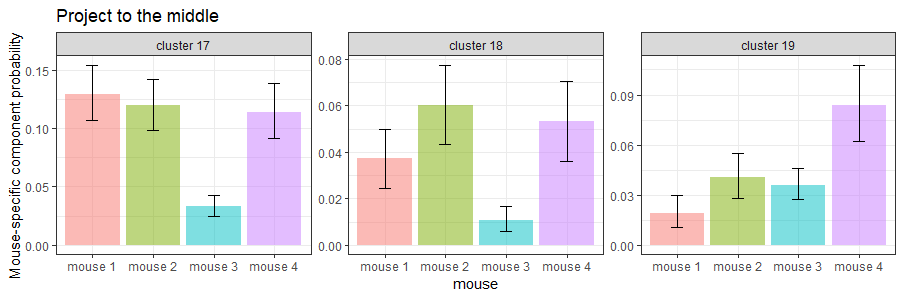 Project to the middle
Mouse-specific component probability
cluster 17
0.15
0.10
0.05
0.00
mouse 1 mouse 2 mouse 3 mouse 4
cluster 18
0.08
0.06
0.04
0.02
0.00
mouse 1 mouse 2 mouse 3 mouse 4
cluster 19
0.09
0.06
0.03
0.00
mouse 1 mouse 2 mouse 3 mouse 4
mouse